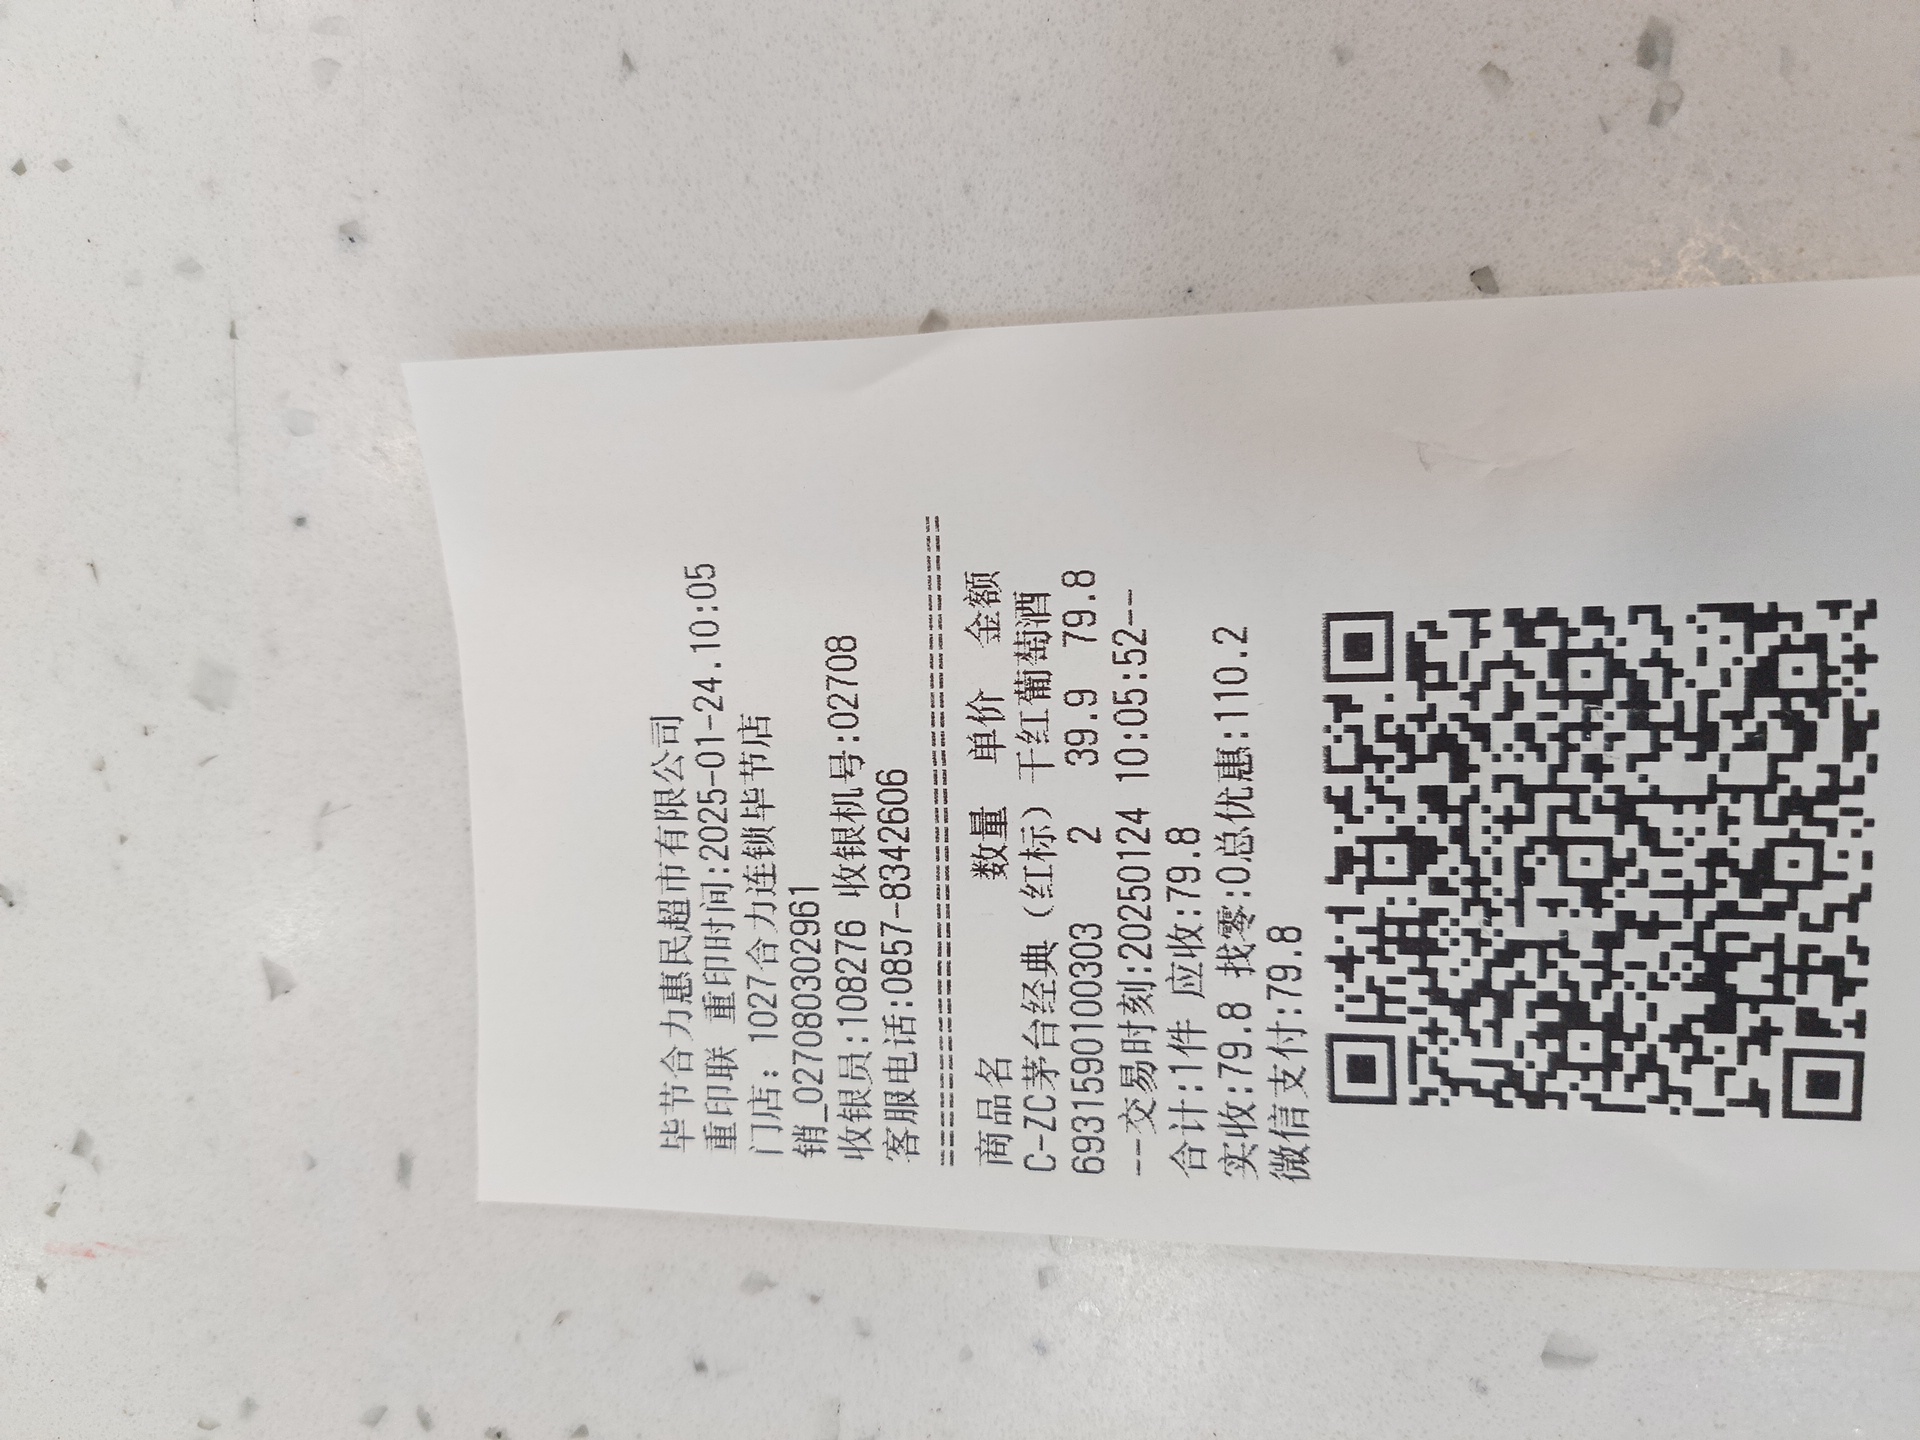 毕节合力惠民超市有限公司
重印联 重印时间:2025-01-24.10:05
门店: 1027合力连锁毕节店
销_02708030302961
收银员:1082276 收银机号:02708
客服电话:0857-8342606
==================================
商品名 数量 单价 金额
C-ZC茅台经典（红标）干红葡萄酒
6931590100303 2 39.9 79.8
--交易时刻:20250124 10:05:52--
合计:1件 应收:79.8
实收:79.8 找零:0总优惠:110.2
微信支付:79.8